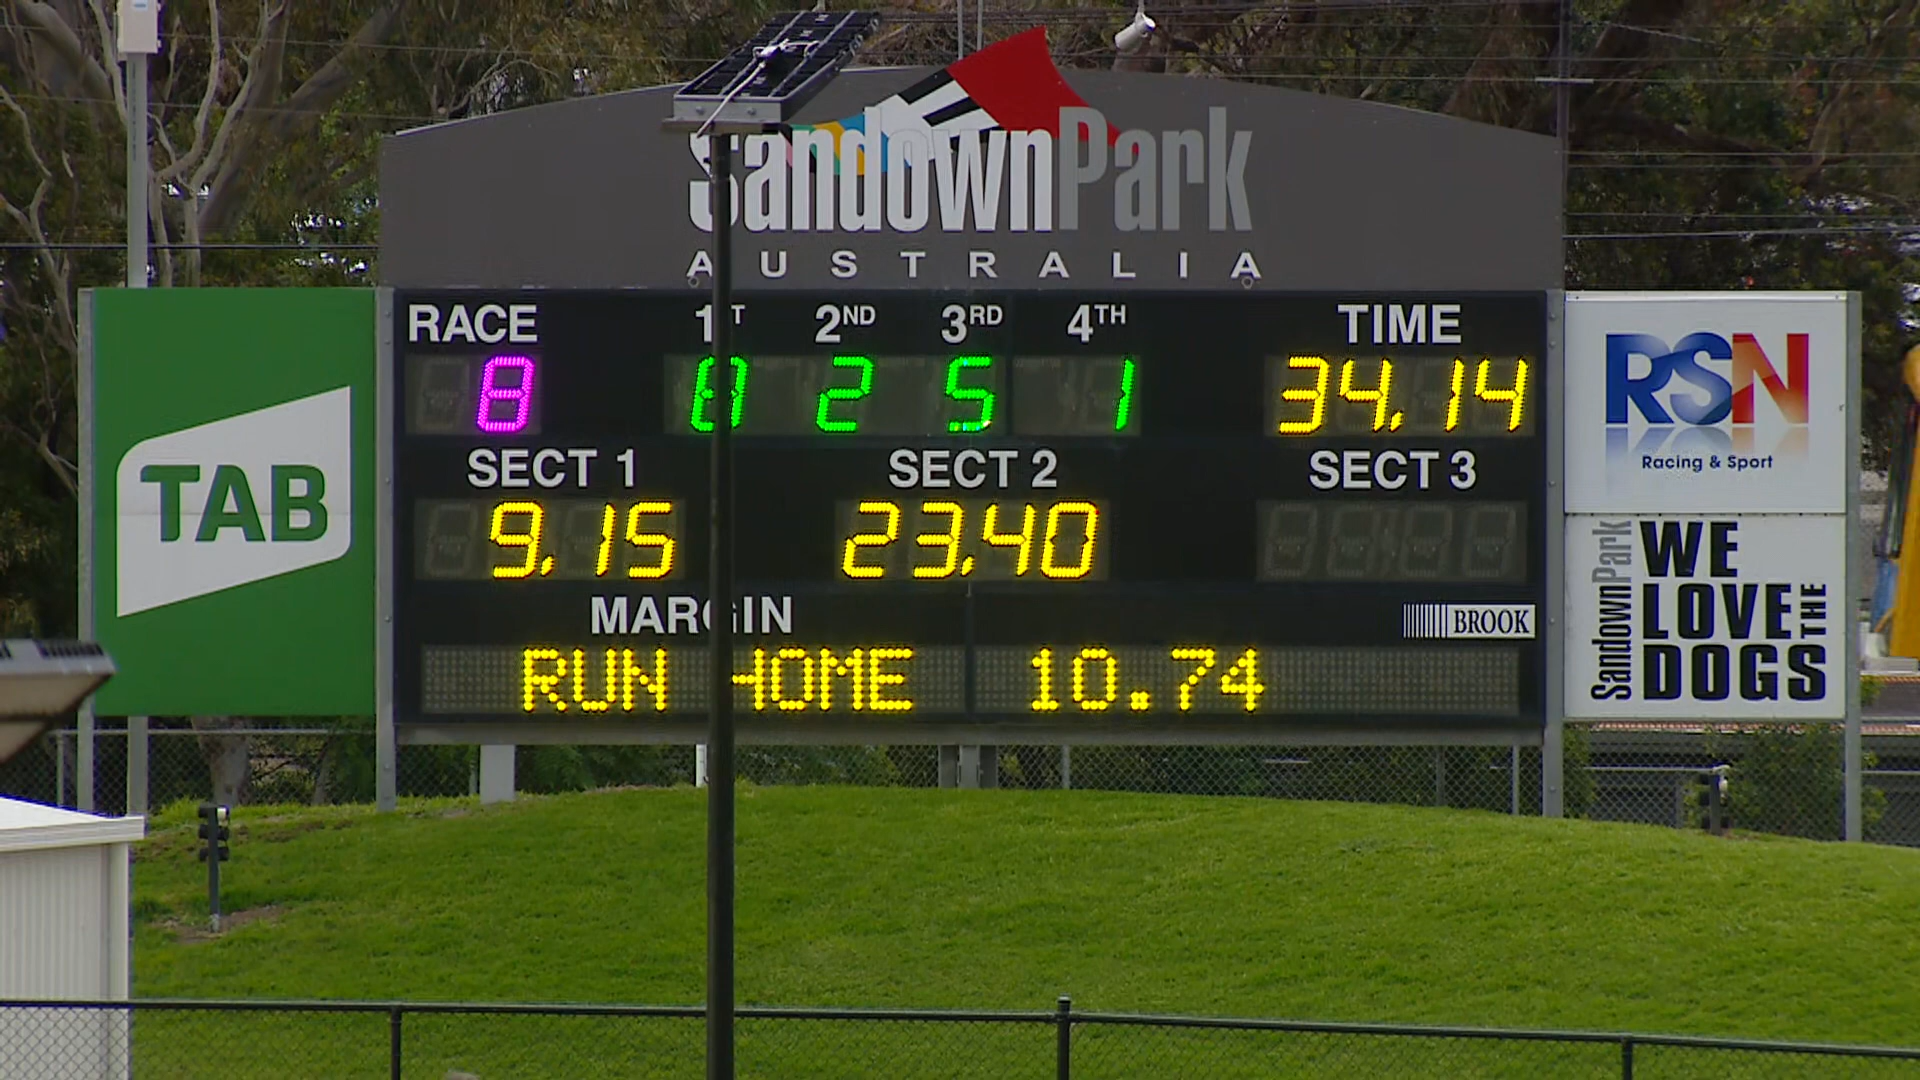 SandownPark
AUSTRALIA
RACE 1ST 2ND 3RD 4TH TIME
8 8 2 5 1 34.14
SECT 1 SECT 2 SECT 3
9.15 23.40
MARGIN
BROOK
RUN HOME 10.74
TAB
RSN
Racing & Sport
SandownPark
WE
LOVE THE
DOGS